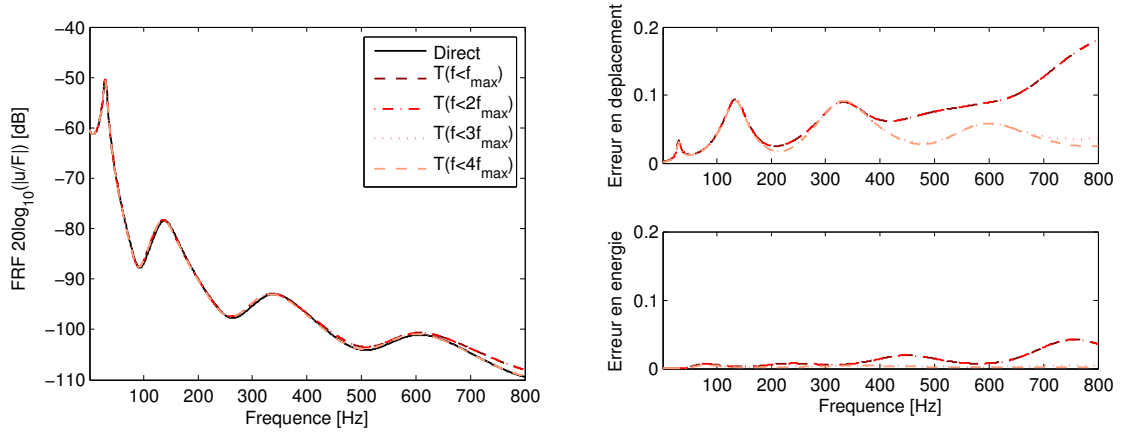 FRF 20log10(|u/F|) [dB]
−40
−50
−60
−70
−80
−90
−100
−110
100 200 300 400 500 600 700 800
Frequence [Hz]
Direct
T(f<fmax)
T(f<2fmax)
T(f<3fmax)
T(f<4fmax)
Erreur en deplacement
0.2
0.1
0
100 200 300 400 500 600 700 800
Erreur en energie
0.2
0.1
0
100 200 300 400 500 600 700 800
Frequence [Hz]